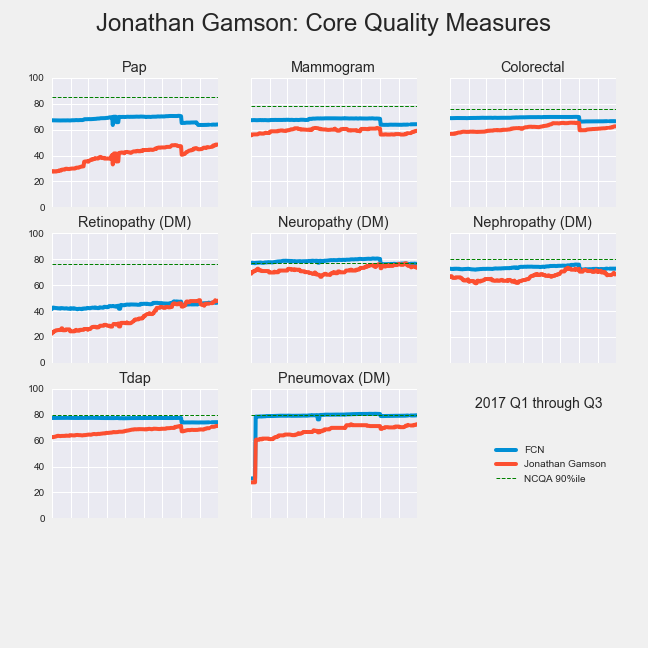 Jonathan Gamson: Core Quality Measures
Pap
Mammogram
Colorectal
100
80
60
40
20
0
Retinopathy (DM)
Neuropathy (DM)
Nephropathy (DM)
100
80
60
40
20
0
Tdap
Pneumovax (DM)
100
80
60
40
20
0
2017 Q1 through Q3
FCN
Jonathan Gamson
NCQA 90%ile